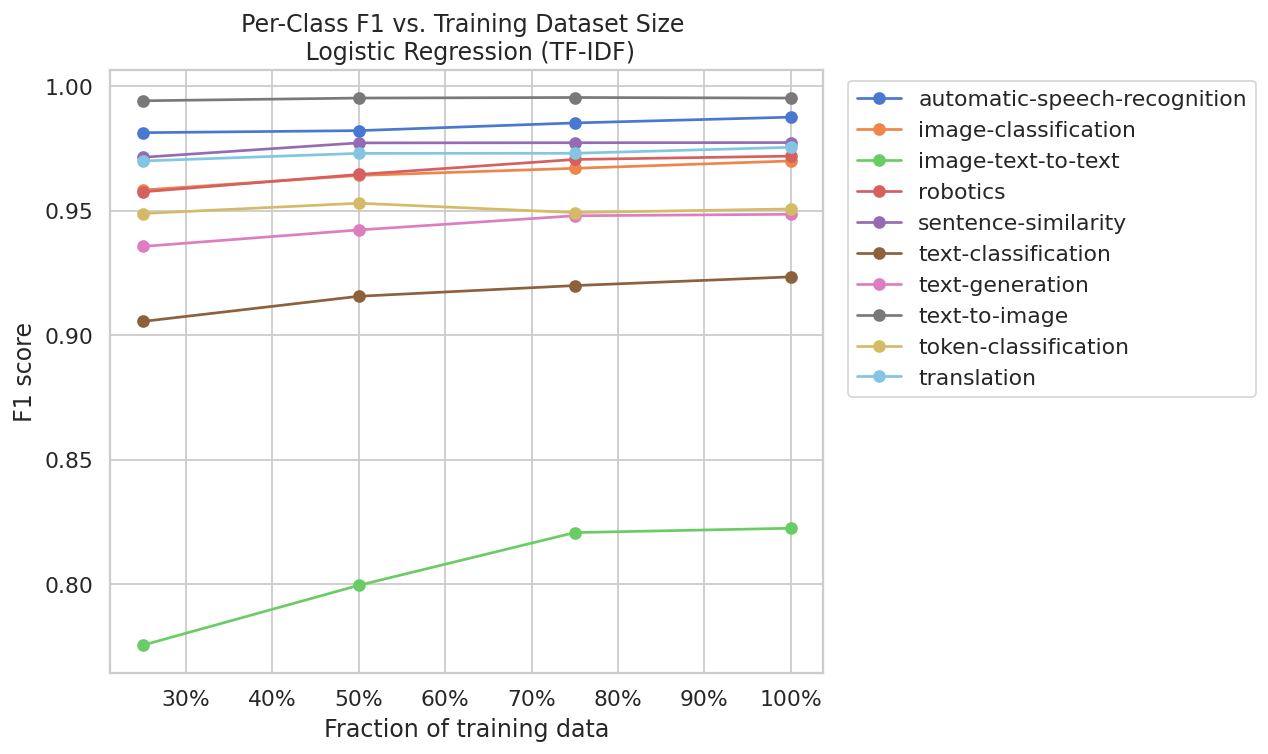 Per-Class F1 vs. Training Dataset Size
Logistic Regression (TF-IDF)
1.00
0.95
0.90
0.85
0.80
F1 score
30%
40%
50%
60%
70%
80%
90%
100%
Fraction of training data
automatic-speech-recognition
image-classification
image-text-to-text
robotics
sentence-similarity
text-classification
text-generation
text-to-image
token-classification
translation